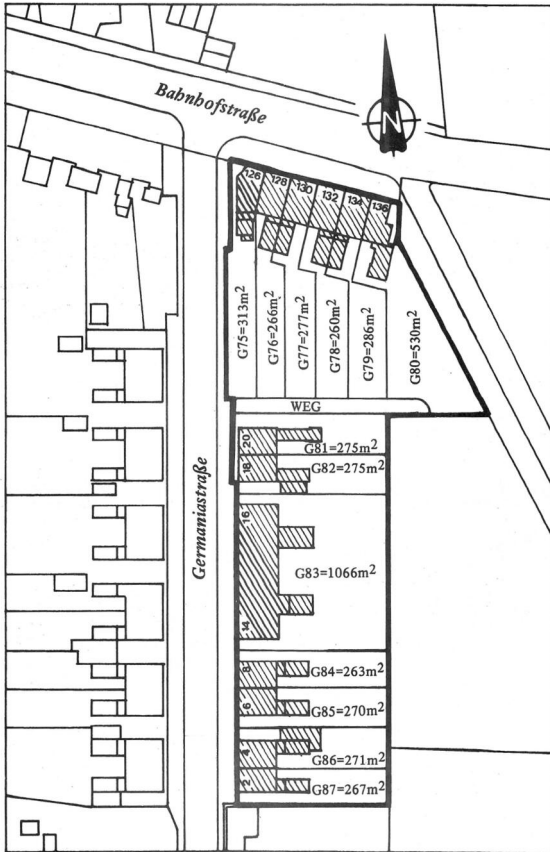 Bahnhofstraße
N
126
128
130
132
134
136
G75=313m²
G76=266m²
G77=277m²
G78=260m²
G79=286m²
G80=530m²
WEG
Germaniastraße
20
G81=275m²
18
G82=275m²
16
G83=1066m²
14
8
G84=263m²
6
G85=270m²
4
G86=271m²
2
G87=267m²